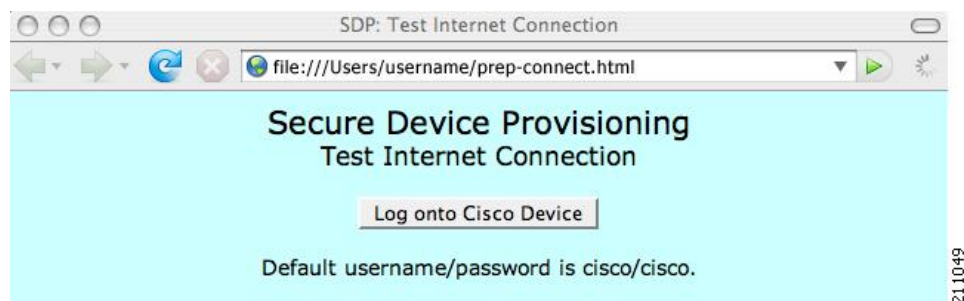 SDP: Test Internet Connection
file:///Users/username/prep-connect.html
Secure Device Provisioning
Test Internet Connection
Log onto Cisco Device
Default username/password is cisco/cisco.
211049